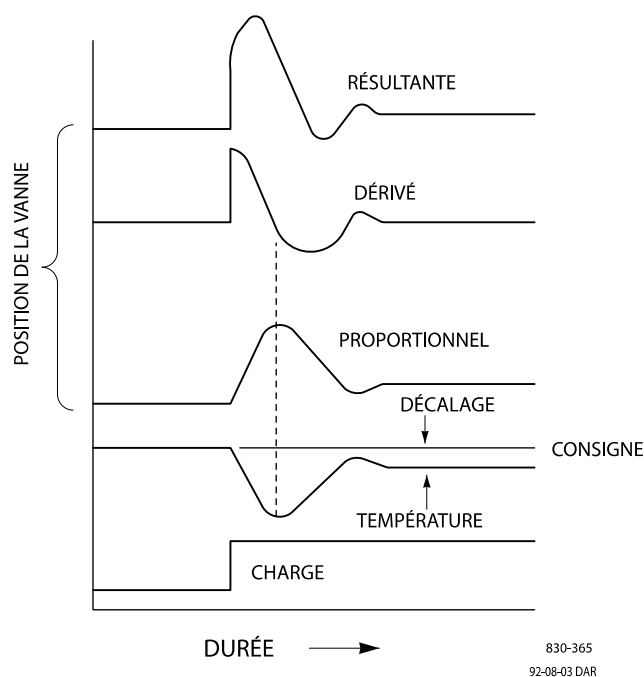 RÉSULTANTE
DÉRIVÉ
POSITION DE LA VANNE
PROPORTIONNEL
DÉCALAGE
CONSIGNE
TEMPÉRATURE
CHARGE
DURÉE
830-365
92-08-03 DAR